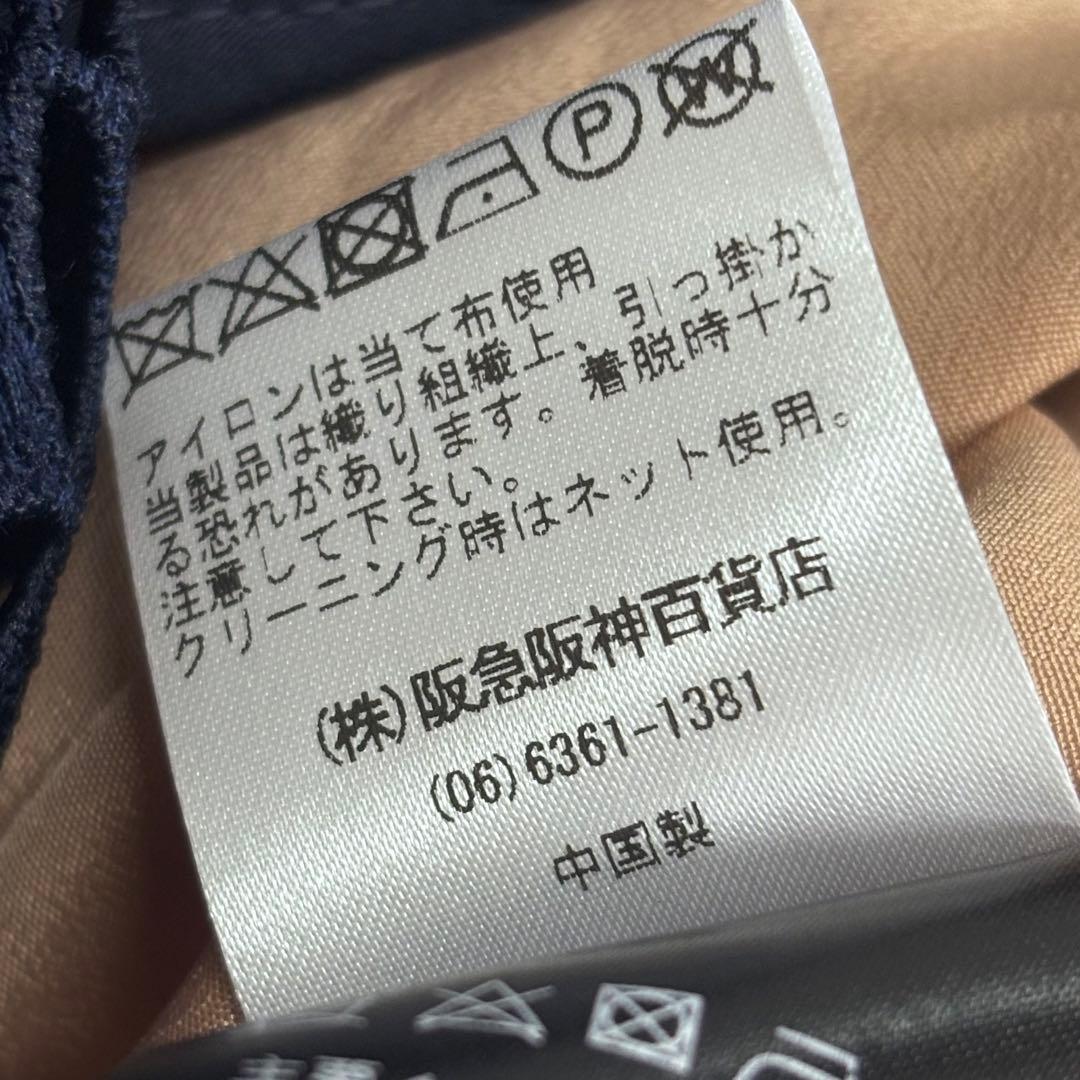 P
W
アイロンは当て布使用
当製品は織り組織上、引っ掛か
る恐れがあります。着脱時十分
注意して下さい。
クリーニング時はネット使用。
(株)阪急阪神百貨店
(06)6361-1381
中国製